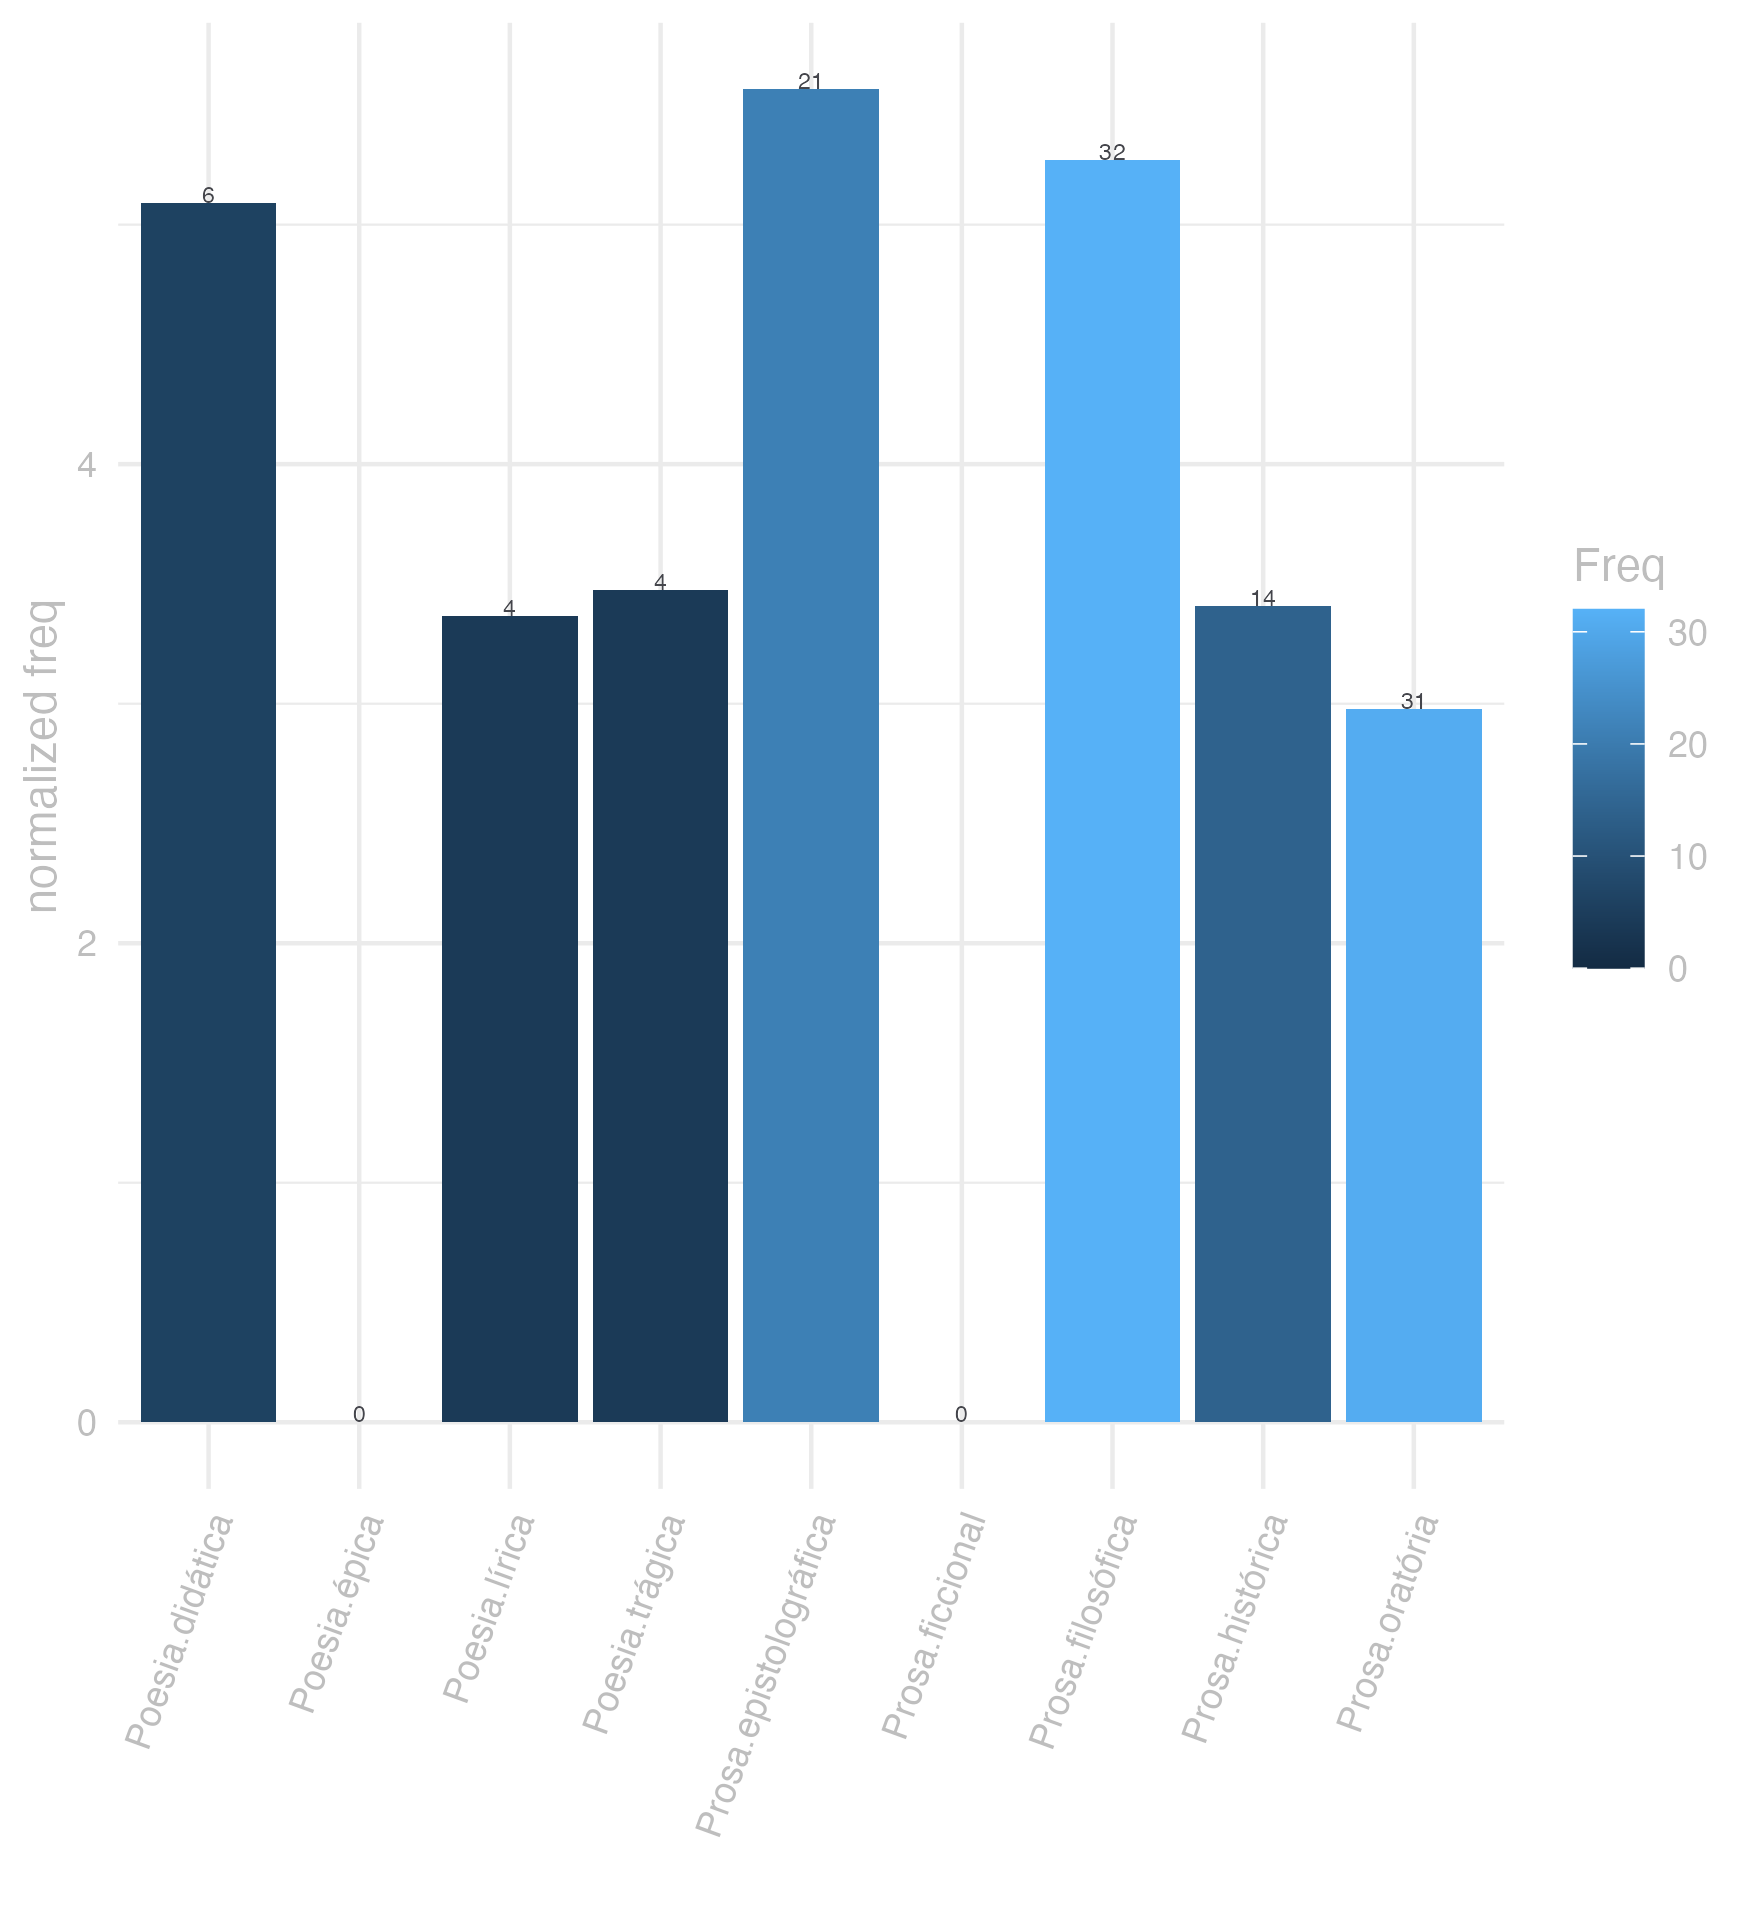 21
32
6
4
4
14
31
0
0
normalized freq
4
2
0
Poesia.didática
Poesia.épica
Poesia.lírica
Poesia.trágica
Prosa.epistolográfica
Prosa.ficcional
Prosa.filosófica
Prosa.histórica
Prosa.oratória
Freq
30
20
10
0